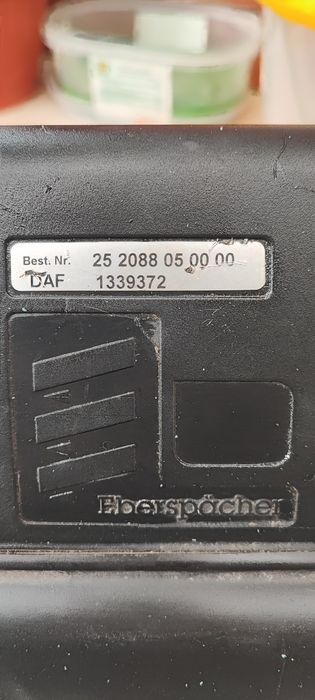 Best. Nr. 25 2088 05 00 00
DAF 1339372
Eberspächer